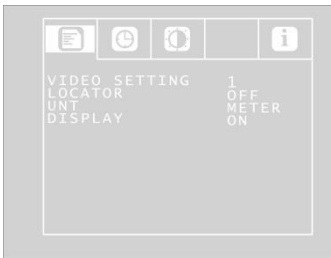 i
VIDEO SETTING 1
LOCATOR OFF
UNT METER
DISPLAY ON